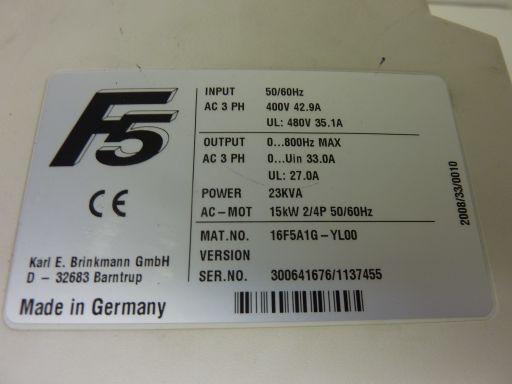 F5
CE
Karl E. Brinkmann GmbH
D – 32683 Barntrup
Made in Germany
INPUT 50/60Hz
AC 3 PH 400V 42.9A
UL: 480V 35.1A
OUTPUT 0...800Hz MAX
AC 3 PH 0...Uin 33.0A
UL: 27.0A
POWER 23KVA
AC–MOT 15kW 2/4P 50/60Hz
MAT.NO. 16F5A1G–YL00
VERSION
SER.NO. 300641676/1137455
2008/33/0010